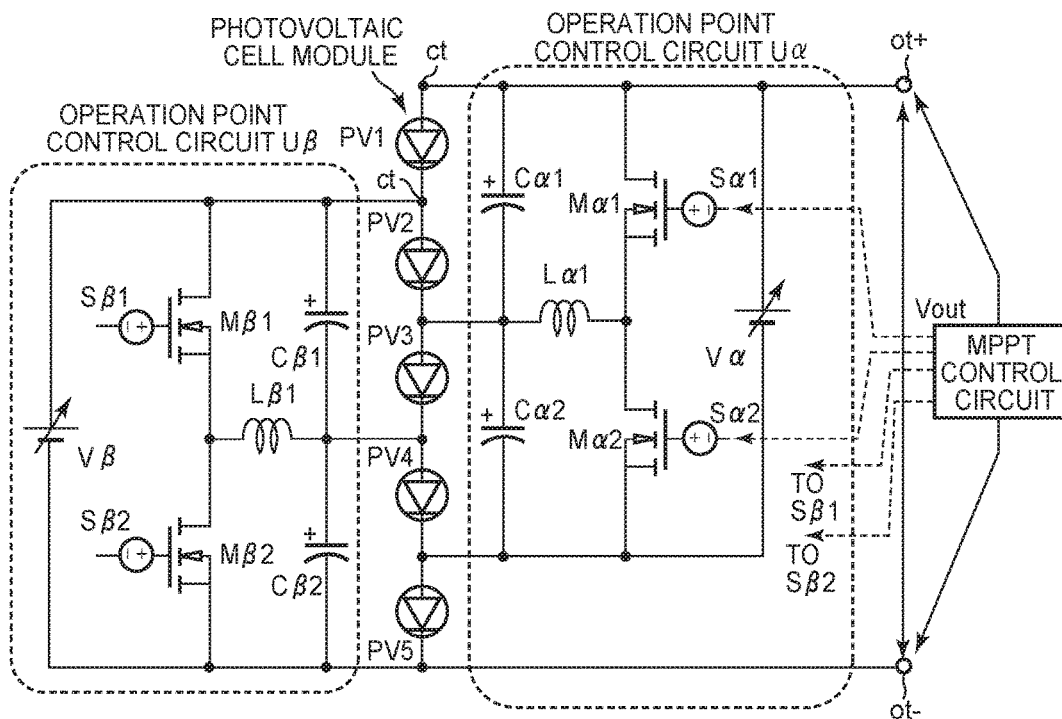 OPERATION POINT
CONTROL CIRCUIT Uα
PHOTOVOLTAIC
CELL MODULE
ct
ot+
OPERATION POINT
CONTROL CIRCUIT Uβ
PV1
Cα1
Sα1
Mα1
ct
PV2
Sβ1
Mβ1
Cβ1
Lα1
Vout
PV3
Vα
MPPT
CONTROL
CIRCUIT
Lβ1
Cα2
Sα2
Mα2
Vβ
PV4
TO
Sβ1
TO
Sβ2
Sβ2
Mβ2
Cβ2
PV5
ot-